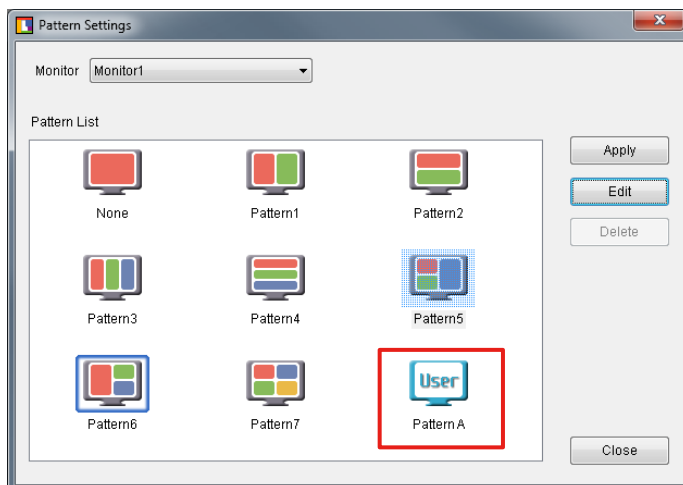 Pattern Settings
Monitor Monitor1
Pattern List
None Pattern1 Pattern2
Pattern3 Pattern4 Pattern5
User
Pattern6 Pattern7 Pattern A
Apply
Edit
Delete
Close